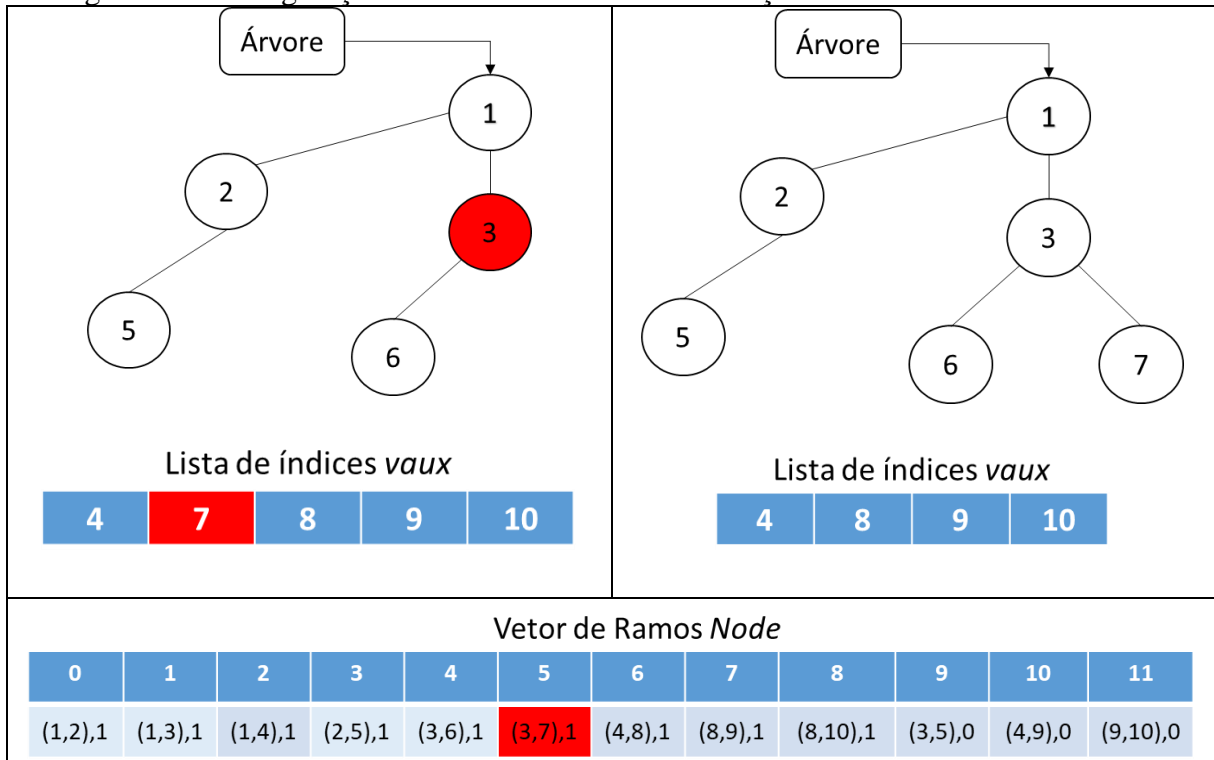 Árvore
1
2
3
5
6
Lista de índices vaux
4 7 8 9 10
Árvore
1
2
3
5
6 7
Lista de índices vaux
4 8 9 10
Vetor de Ramos Node
0 1 2 3 4 5 6 7 8 9 10 11
(1,2),1 (1,3),1 (1,4),1 (2,5),1 (3,6),1 (3,7),1 (4,8),1 (8,9),1 (8,10),1 (3,5),0 (4,9),0 (9,10),0